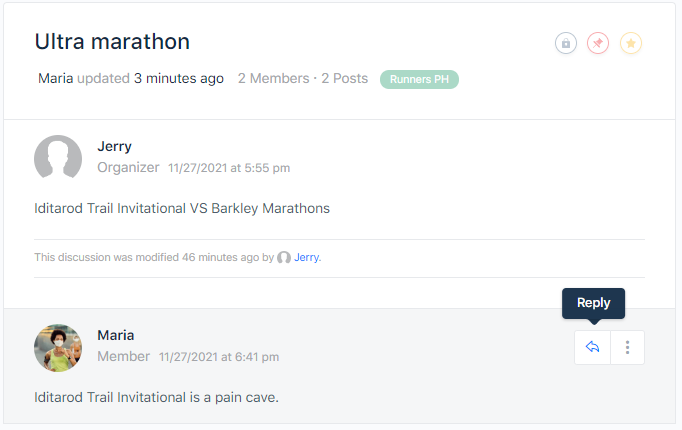 Ultra marathon
Maria updated 3 minutes ago 2 Members · 2 Posts Runners PH
Jerry
Organizer 11/27/2021 at 5:55 pm
Iditarod Trail Invitational VS Barkley Marathons
This discussion was modified 46 minutes ago by Jerry.
Reply
Maria
Member 11/27/2021 at 6:41 pm
Iditarod Trail Invitational is a pain cave.